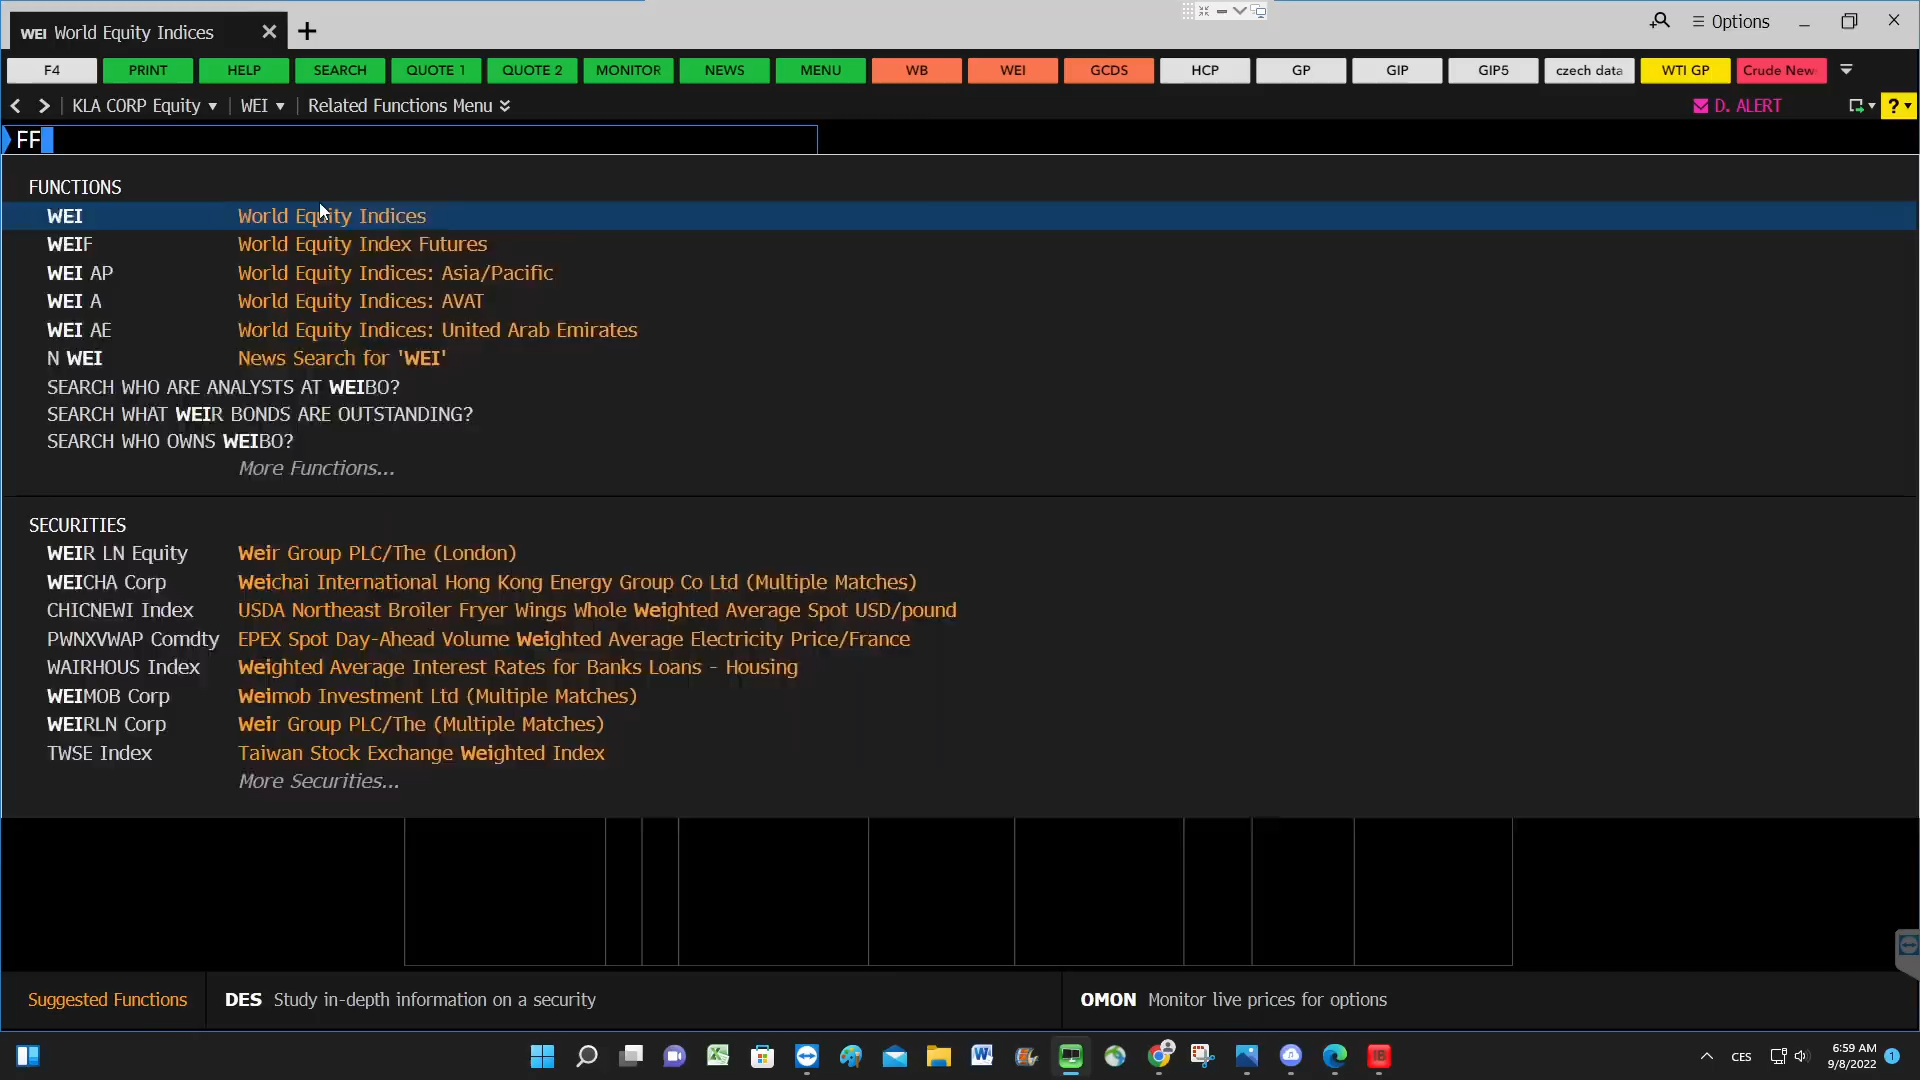 WEI World Equity Indices
Options
F4 PRINT HELP SEARCH QUOTE 1 QUOTE 2 MONITOR NEWS MENU WB WEI GCDS HCP GP GIP GIP5 czech data WTI GP Crude New
KLA CORP Equity WEI Related Functions Menu D. ALERT ?
FF
FUNCTIONS
WEI World Equity Indices
WEIF World Equity Index Futures
WEI AP World Equity Indices: Asia/Pacific
WEI A World Equity Indices: AVAT
WEI AE World Equity Indices: United Arab Emirates
N WEI News Search for 'WEI'
SEARCH WHO ARE ANALYSTS AT WEIBO?
SEARCH WHAT WEIR BONDS ARE OUTSTANDING?
SEARCH WHO OWNS WEIBO?
More Functions...
SECURITIES
WEIR LN Equity Weir Group PLC/The (London)
WEICHA Corp Weichai International Hong Kong Energy Group Co Ltd (Multiple Matches)
CHICNEWI Index USDA Northeast Broiler Fryer Wings Whole Weighted Average Spot USD/pound
PWNXVWAP Comdty EPEX Spot Day-Ahead Volume Weighted Average Electricity Price/France
WAIRHOUS Index Weighted Average Interest Rates for Banks Loans - Housing
WEIMOB Corp Weimob Investment Ltd (Multiple Matches)
WEIRLN Corp Weir Group PLC/The (Multiple Matches)
TWSE Index Taiwan Stock Exchange Weighted Index
More Securities...
Suggested Functions DES Study in-depth information on a security OMON Monitor live prices for options
CES 6:59 AM
9/8/2022 1